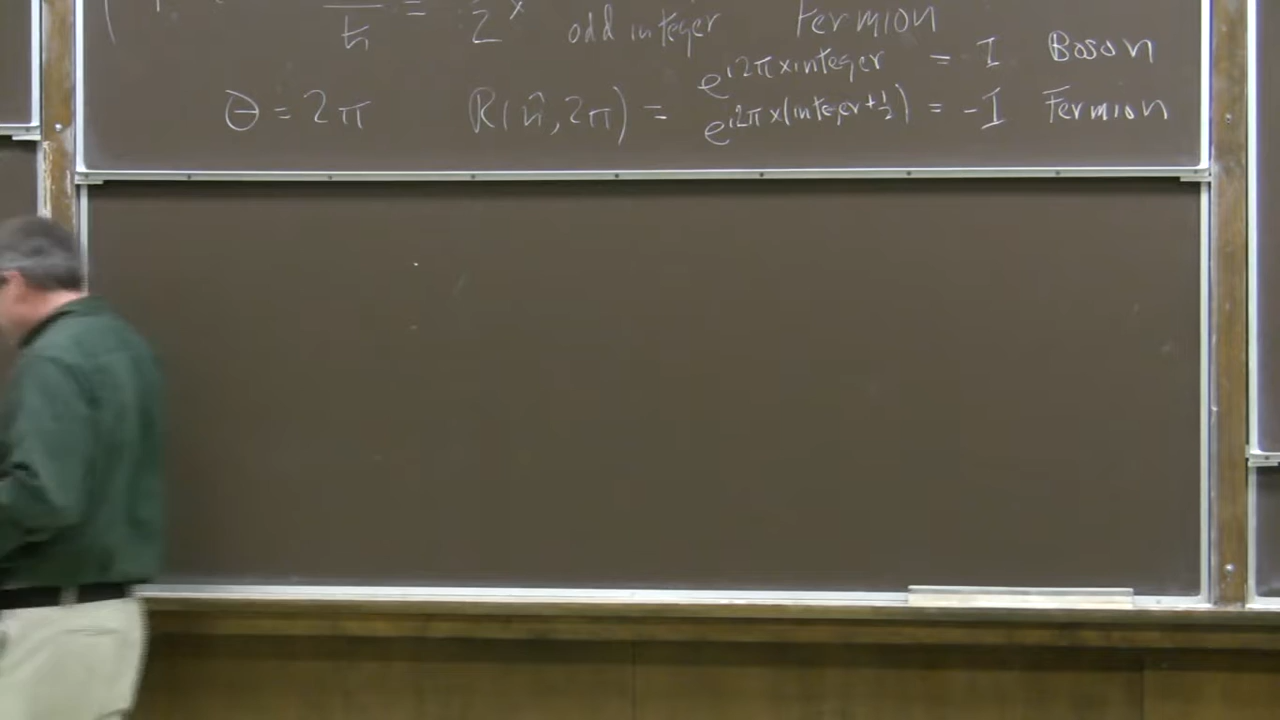 ħ = 2 x odd integer Fermion
e^{i2π x integer} = I Boson
θ = 2π R(n̂, 2π) =
e^{i2π x (integer + 1/2)} = -I Fermion